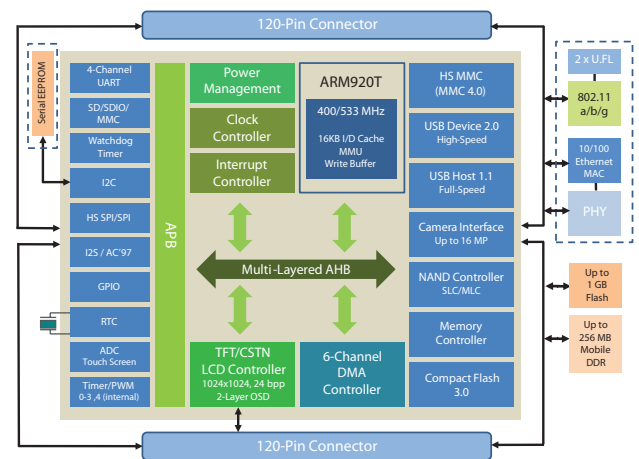 120-Pin Connector
Serial EEPROM
4-Channel
UART
SD/SDIO/
MMC
Watchdog
Timer
I2C
HS SPI/SPI
I2S / AC'97
GPIO
RTC
ADC
Touch Screen
Timer/PWM
0-3 ,4 (internal)
APB
Power
Management
Clock
Controller
Interrupt
Controller
ARM920T
400/533 MHz
16KB I/D Cache
MMU
Write Buffer
Multi-Layered AHB
TFT/CSTN
LCD Controller
1024x1024, 24 bpp
2-Layer OSD
6-Channel
DMA
Controller
HS MMC
(MMC 4.0)
USB Device 2.0
High-Speed
USB Host 1.1
Full-Speed
Camera Interface
Up to 16 MP
NAND Controller
SLC/MLC
Memory
Controller
Compact Flash
3.0
2 x U.FL
802.11
a/b/g
10/100
Ethernet
MAC
PHY
Up to
1 GB
Flash
Up to
256 MB
Mobile
DDR
120-Pin Connector